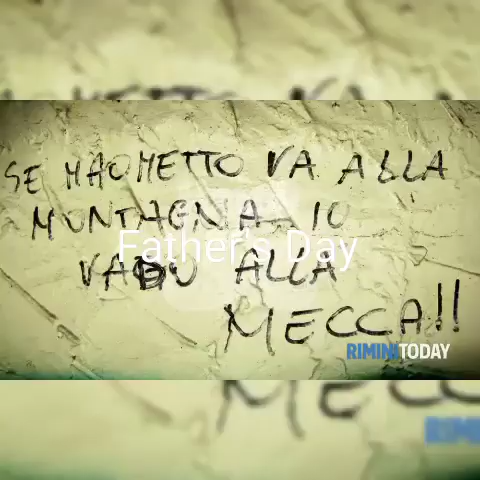 SE MAOMETTO VA ALLA
MONTAGNA IO
Father's Day
VADO ALLA
MECCA!!
RIMINITODAY